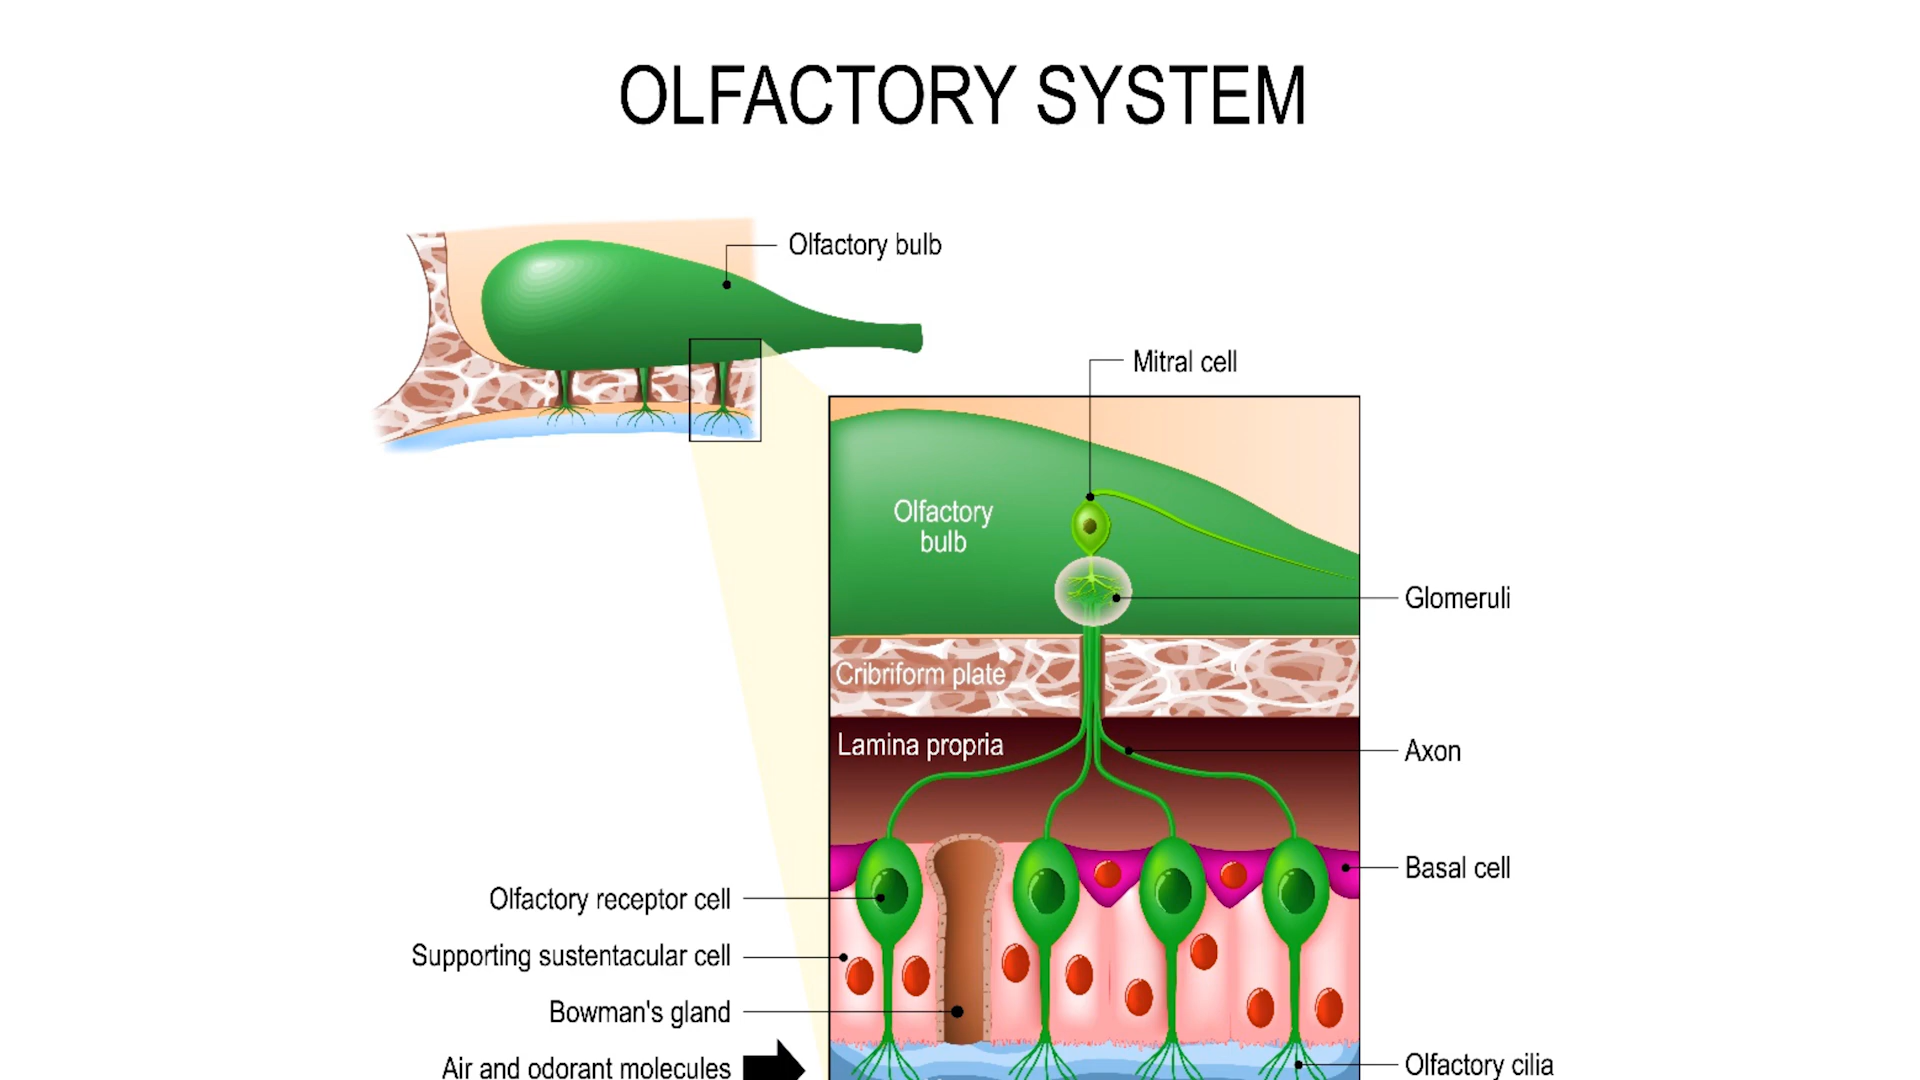 OLFACTORY SYSTEM
Olfactory bulb
Mitral cell
Olfactory
bulb
Glomeruli
Cribriform plate
Lamina propria
Axon
Basal cell
Olfactory receptor cell
Supporting sustentacular cell
Bowman's gland
Air and odorant molecules
Olfactory cilia